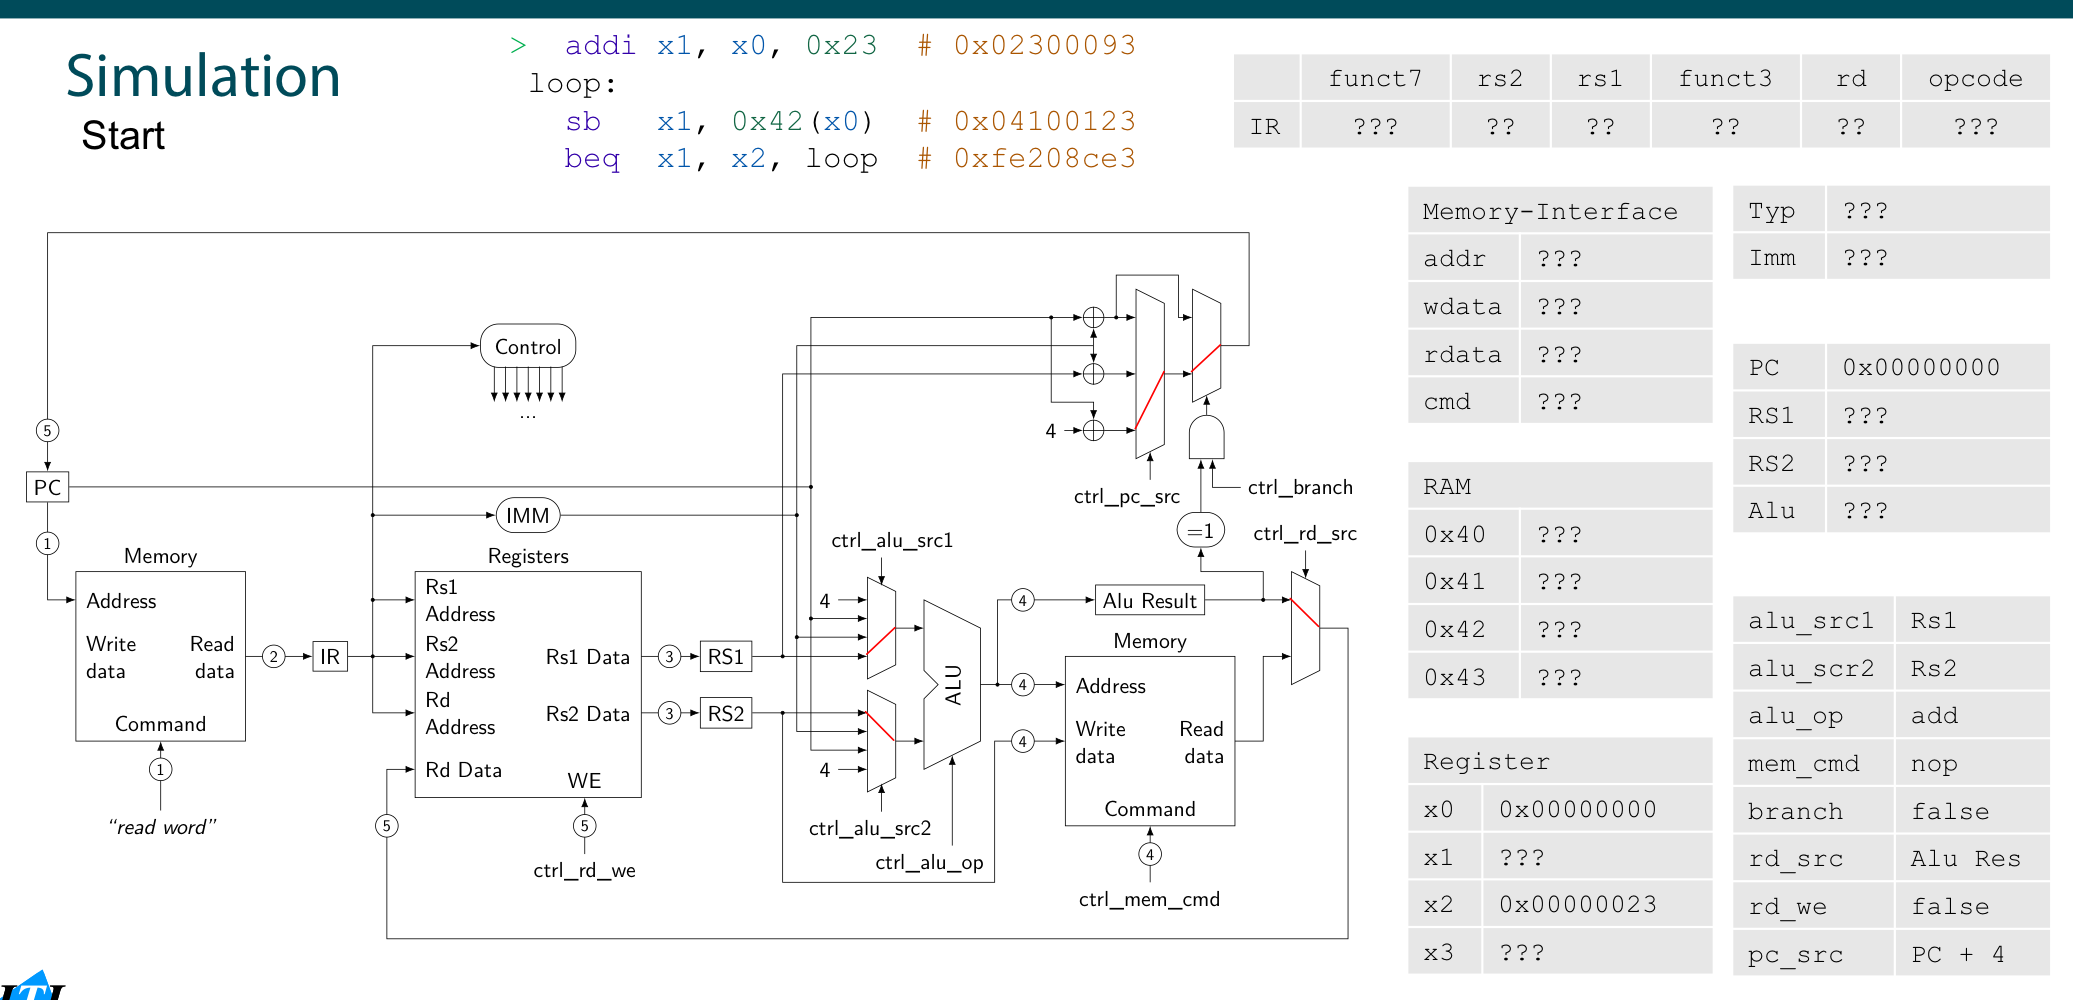 Simulation
Start
> addi x1, x0, 0x23 # 0x02300093
loop:
sb x1, 0x42(x0) # 0x04100123
beq x1, x2, loop # 0xfe208ce3
funct7 rs2 rs1 funct3 rd opcode
IR ??? ?? ?? ?? ?? ???
Memory-Interface
addr ???
wdata ???
rdata ???
cmd ???
Typ ???
Imm ???
PC 0x00000000
RS1 ???
RS2 ???
Alu ???
RAM
0x40 ???
0x41 ???
0x42 ???
0x43 ???
Register
x0 0x00000000
x1 ???
x2 0x00000023
x3 ???
alu_src1 Rs1
alu_scr2 Rs2
alu_op add
mem_cmd nop
branch false
rd_src Alu Res
rd_we false
pc_src PC + 4
Control
...
5
PC
1
IMM
4
ctrl_pc_src
ctrl_branch
=1
ctrl_rd_src
ctrl_alu_src1
Memory
Address
Write
data
Read
data
Command
1
"read word"
2
IR
Registers
Rs1
Address
Rs2
Address
Rd
Address
Rd Data
Rs1 Data
Rs2 Data
WE
5
5
ctrl_rd_we
3
RS1
3
RS2
4
4
ctrl_alu_src2
ALU
ctrl_alu_op
4
Alu Result
4
4
Memory
Address
Write
data
Read
data
Command
4
ctrl_mem_cmd
ITI